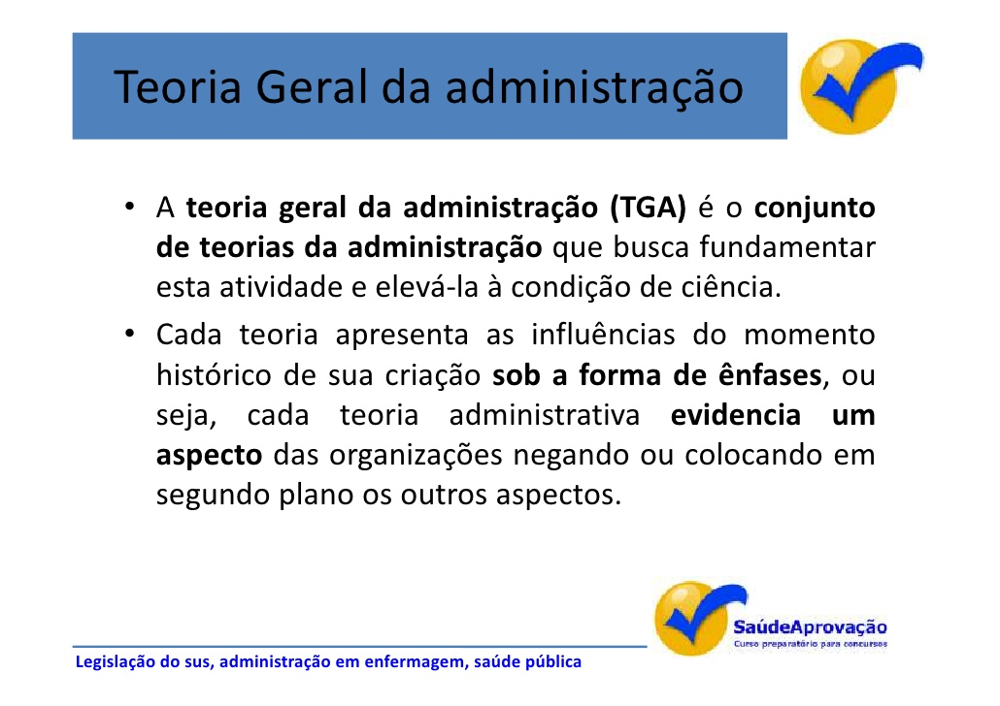 Teoria Geral da administração
• A teoria geral da administração (TGA) é o conjunto
de teorias da administração que busca fundamentar
esta atividade e elevá-la à condição de ciência.
• Cada teoria apresenta as influências do momento
histórico de sua criação sob a forma de ênfases, ou
seja, cada teoria administrativa evidencia um
aspecto das organizações negando ou colocando em
segundo plano os outros aspectos.
SaúdeAprovação
Curso preparatório para concursos
Legislação do sus, administração em enfermagem, saúde pública